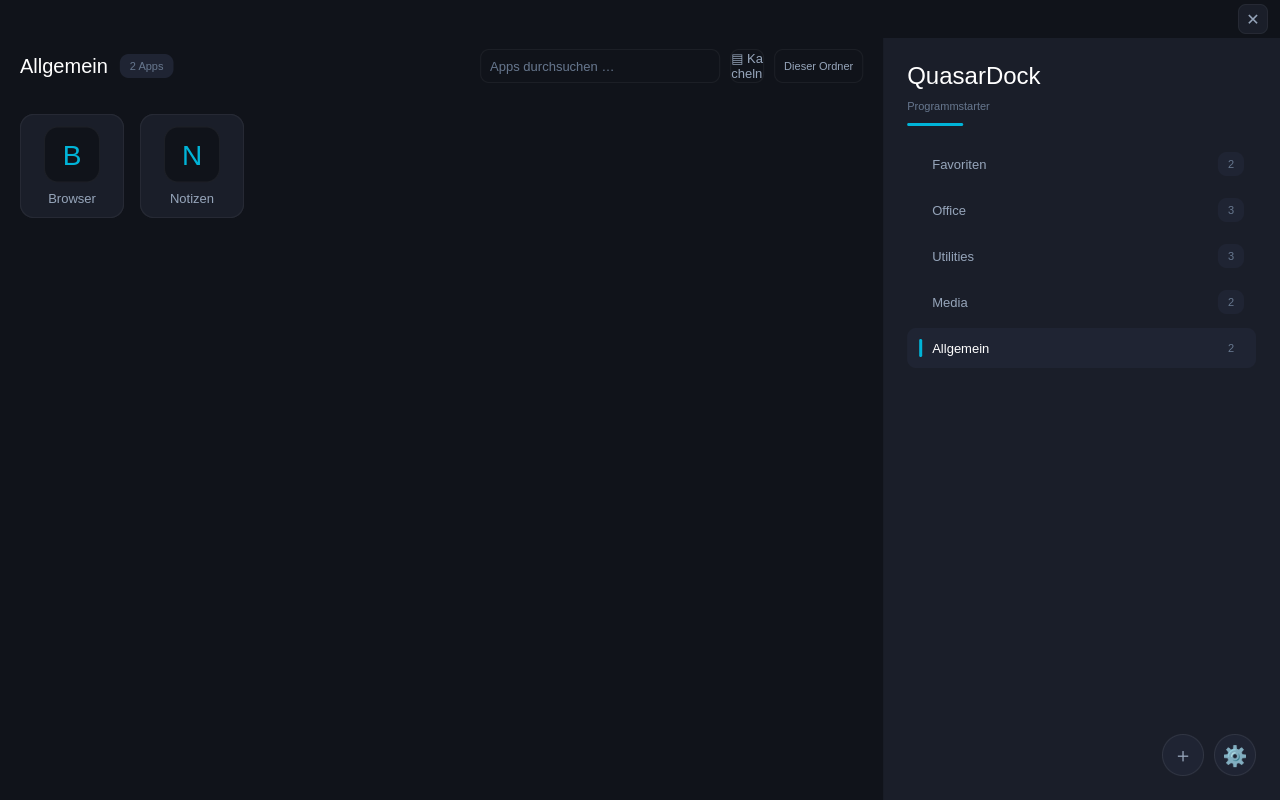 ✕
Allgemein
2 Apps
Apps durchsuchen …
▤ Ka
cheln
Dieser Ordner
B
Browser
N
Notizen
QuasarDock
Programmstarter
Favoriten 2
Office 3
Utilities 3
Media 2
Allgemein 2
+